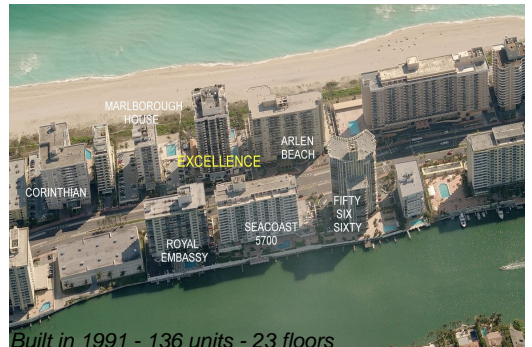 MARLBOROUGH
HOUSE
EXCELLENCE
ARLEN
BEACH
CORINTHIAN
FIFTY
SIX
SIXTY
SEACOAST
5700
ROYAL
EMBASSY
Built in 1991 - 136 units - 23 floors